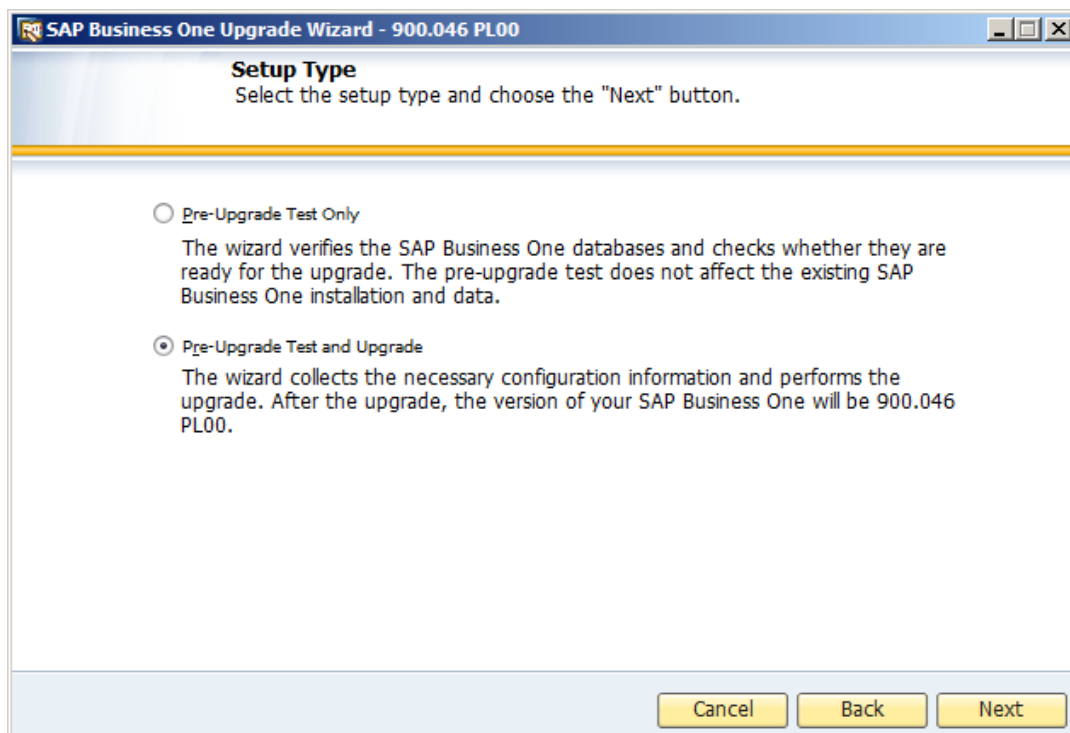 SAP Business One Upgrade Wizard - 900.046 PL00
Setup Type
Select the setup type and choose the "Next" button.
Pre-Upgrade Test Only
The wizard verifies the SAP Business One databases and checks whether they are
ready for the upgrade. The pre-upgrade test does not affect the existing SAP
Business One installation and data.
Pre-Upgrade Test and Upgrade
The wizard collects the necessary configuration information and performs the
upgrade. After the upgrade, the version of your SAP Business One will be 900.046
PL00.
Cancel Back Next